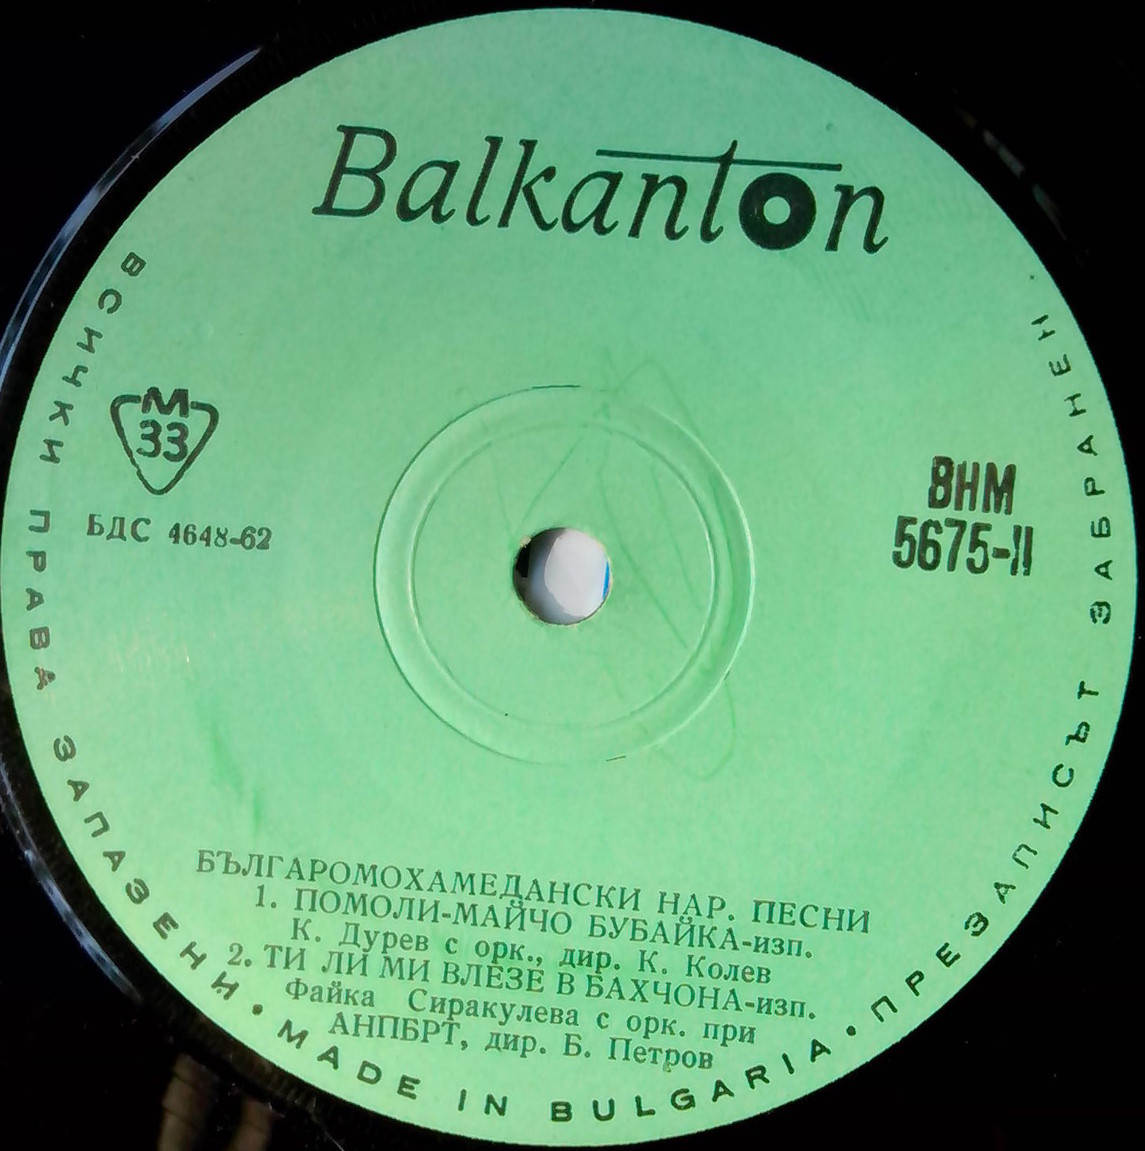 Balkanton
М
33
БДС 4648-62
ВНМ
5675-II
БЪЛГАРОМОХАМЕДАНСКИ НАР. ПЕСНИ
1. ПОМОЛИ-МАЙЧО БУБАЙКА-изп.
К. Дурев с орк., дир. К. Колев
2. ТИ ЛИ МИ ВЛЕЗЕ В БАХЧОНА-изп.
Файка Сиракулева с орк. при
АНПБРТ, дир. Б. Петров
ВСИЧКИ ПРАВА ЗАПАЗЕНИ • MADE IN BULGARIA • ПРЕЗАПИСЪТ ЗАБРАНЕН